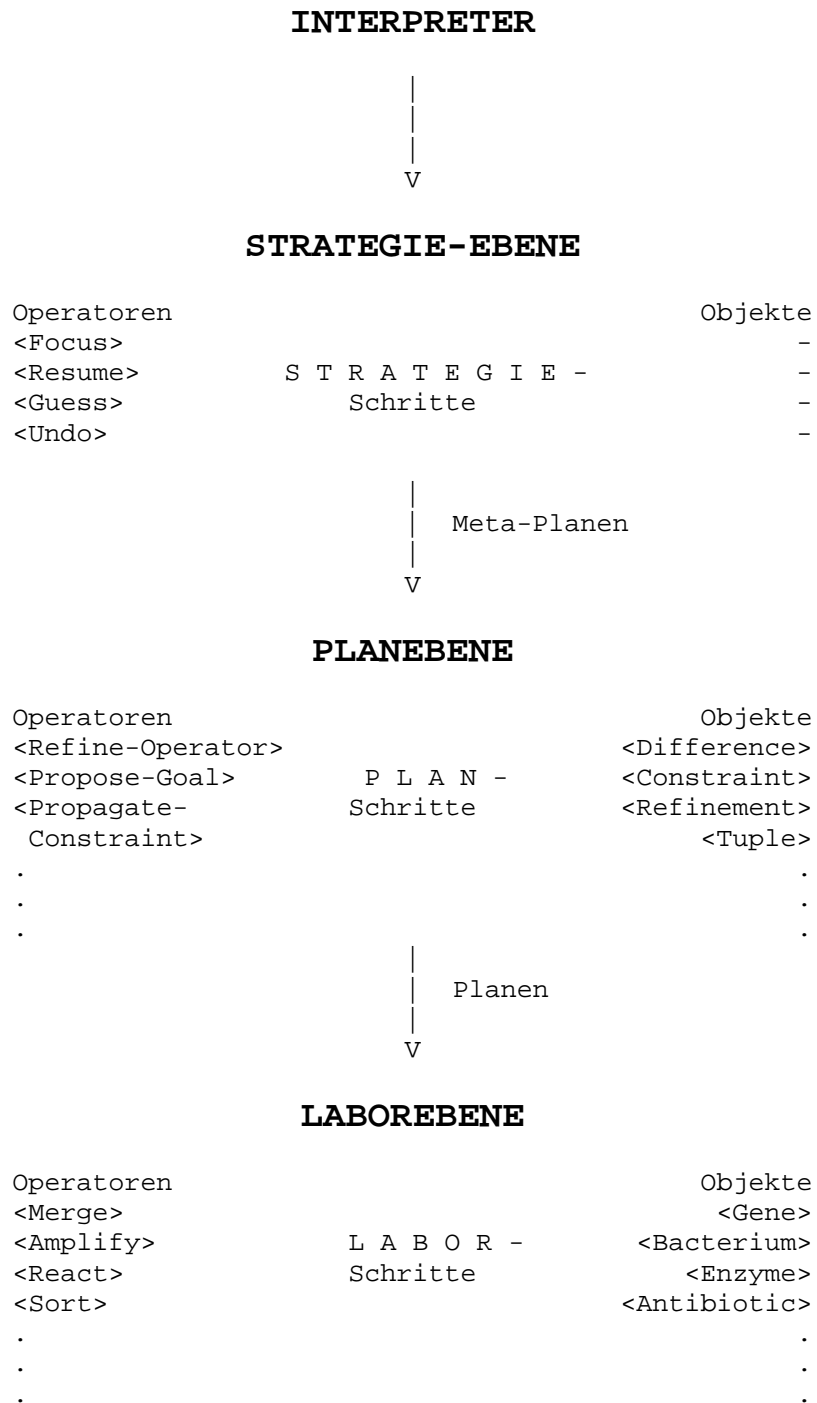 INTERPRETER
|
|
|
V
STRATEGIE-EBENE
Operatoren Objekte
<Focus> -
<Resume> S T R A T E G I E - -
<Guess> Schritte -
<Undo> -
|
| Meta-Planen
|
V
PLANEBENE
Operatoren Objekte
<Refine-Operator> <Difference>
<Propose-Goal> P L A N - <Constraint>
<Propagate- Schritte <Refinement>
Constraint> <Tuple>
. .
. .
. .
|
| Planen
|
V
LABOREBENE
Operatoren Objekte
<Merge> <Gene>
<Amplify> L A B O R - <Bacterium>
<React> Schritte <Enzyme>
<Sort> <Antibiotic>
. .
. .
. .